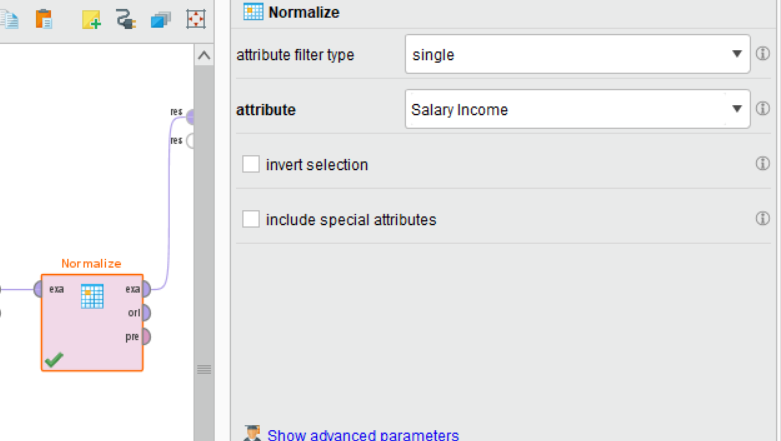 Normalize
attribute filter type
single
attribute
Salary Income
invert selection
include special attributes
Show advanced parameters
res
res
Normalize
exa
exa
ori
pre